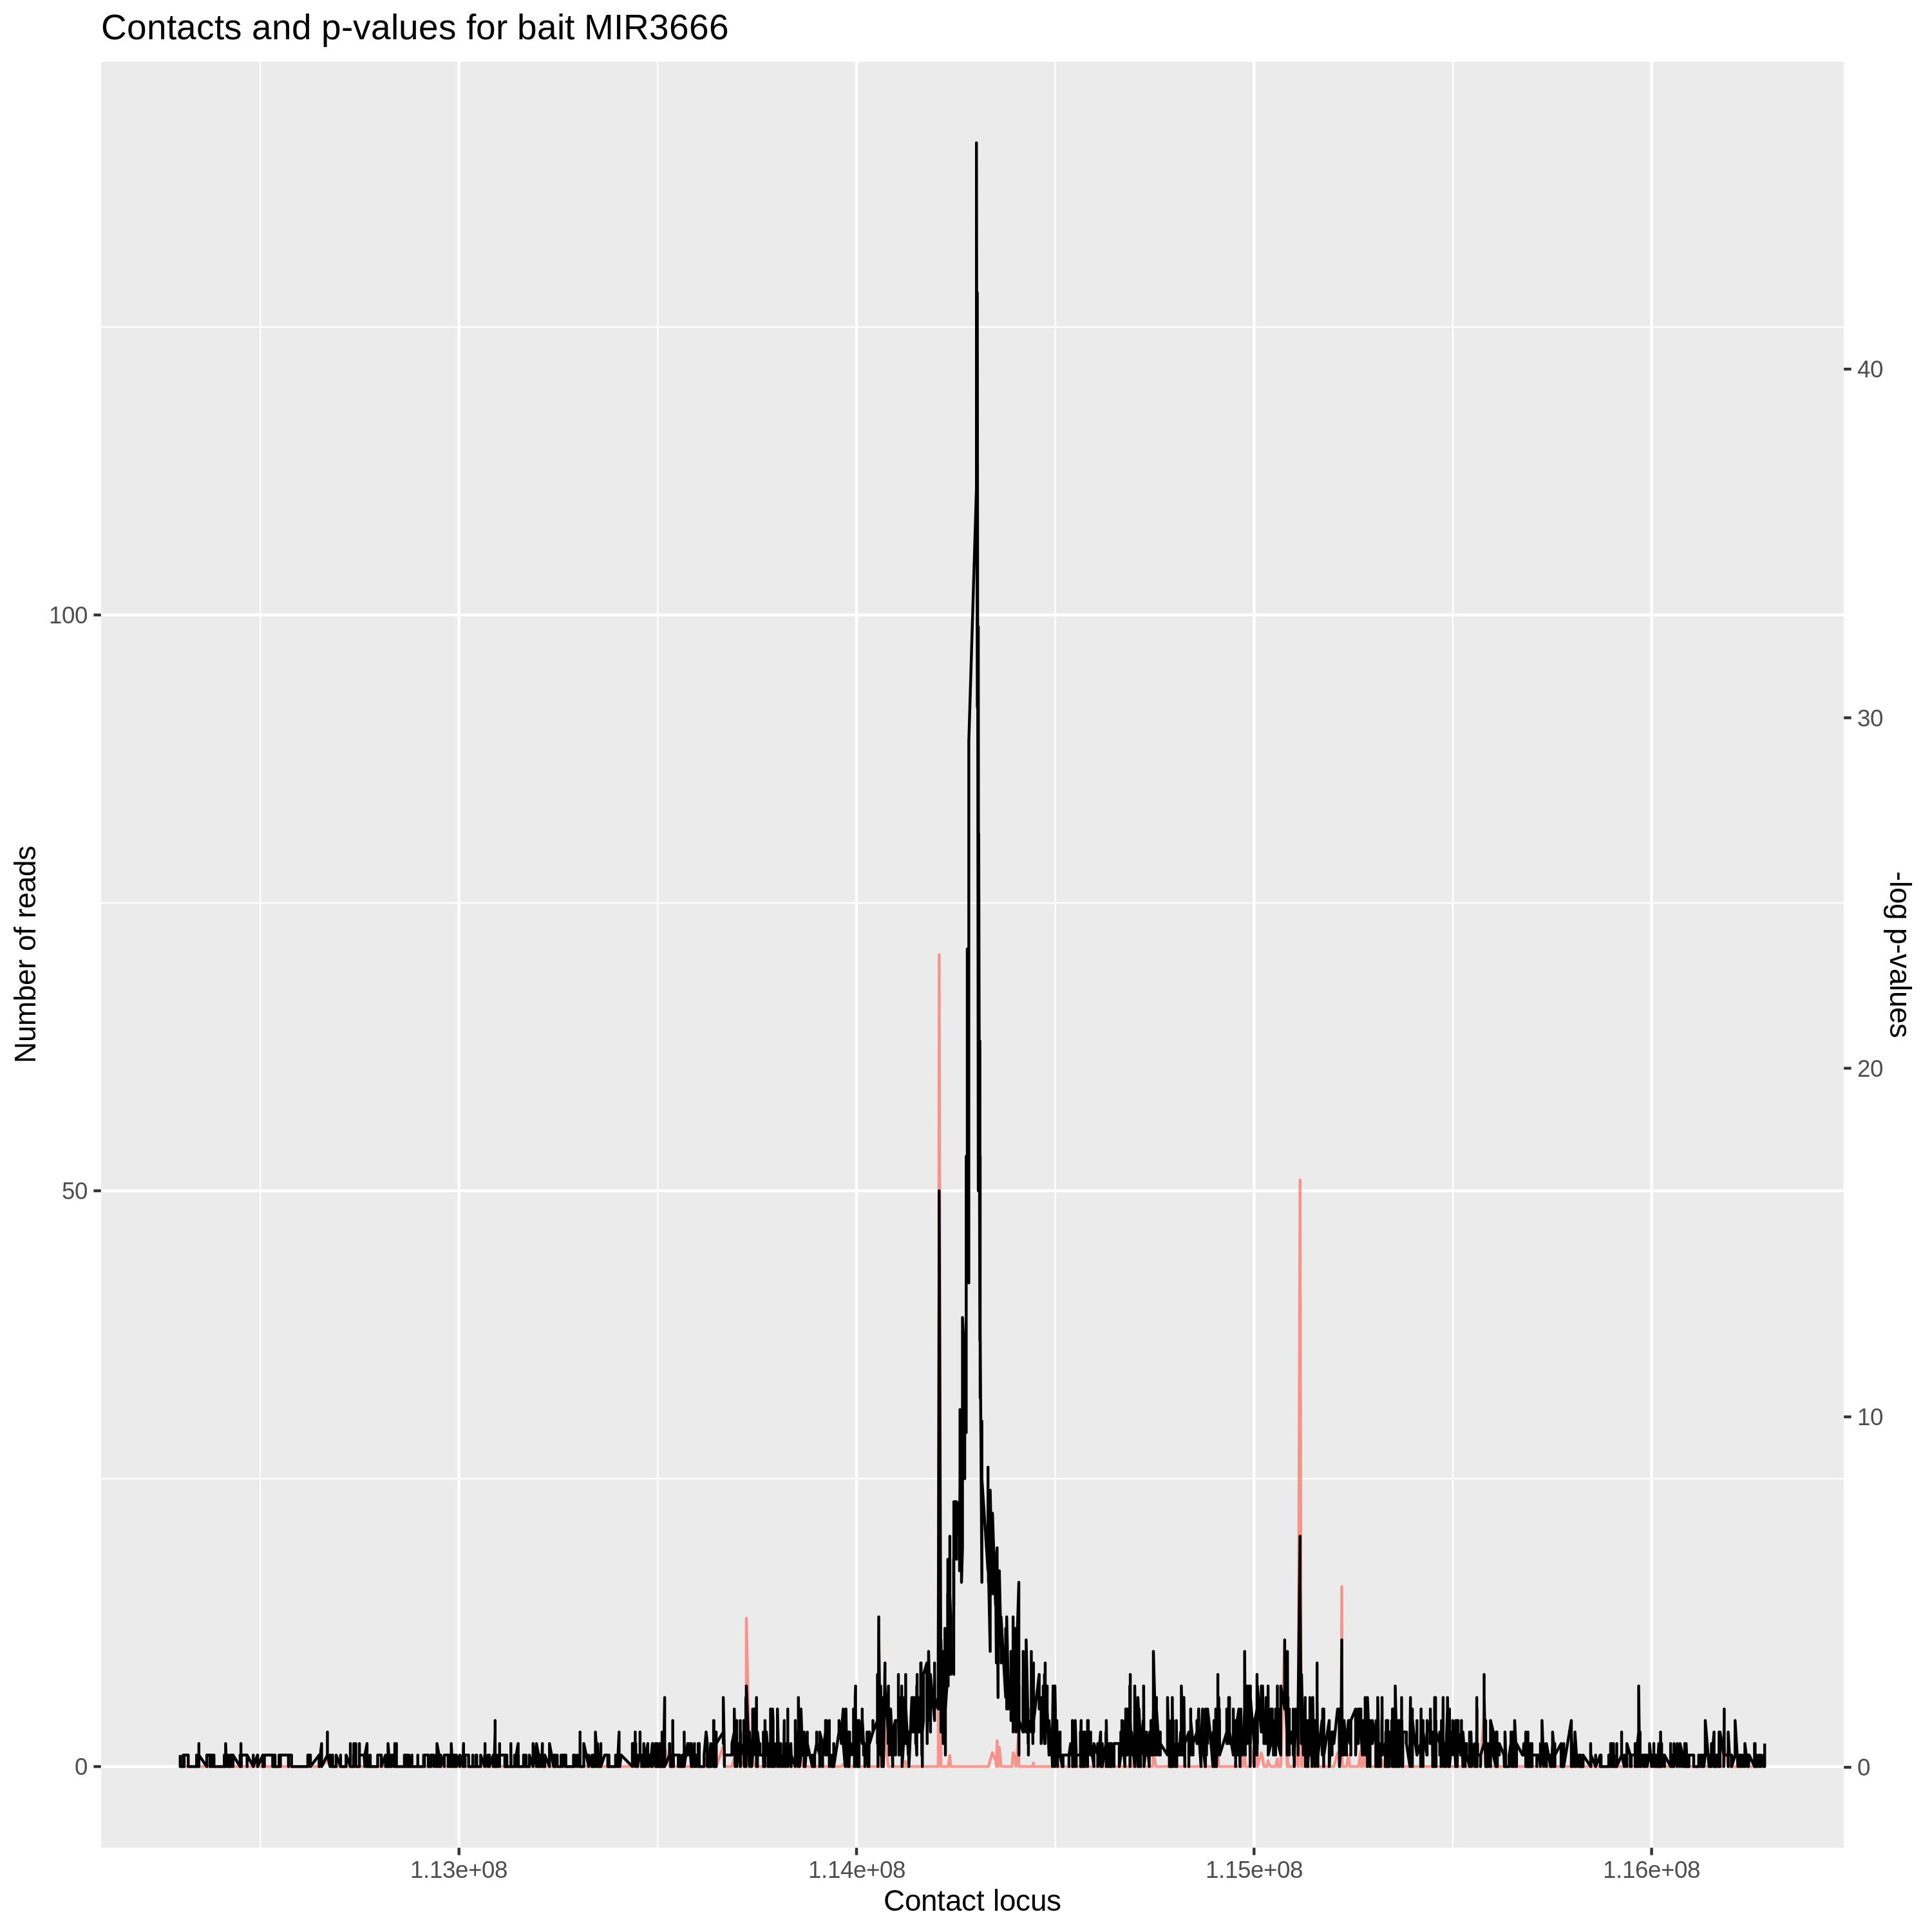 Contacts and p-values for bait MIR3666
Number of reads
100
50
0
-log p-values
40
30
20
10
0
1.13e+08
1.14e+08
1.15e+08
1.16e+08
Contact locus